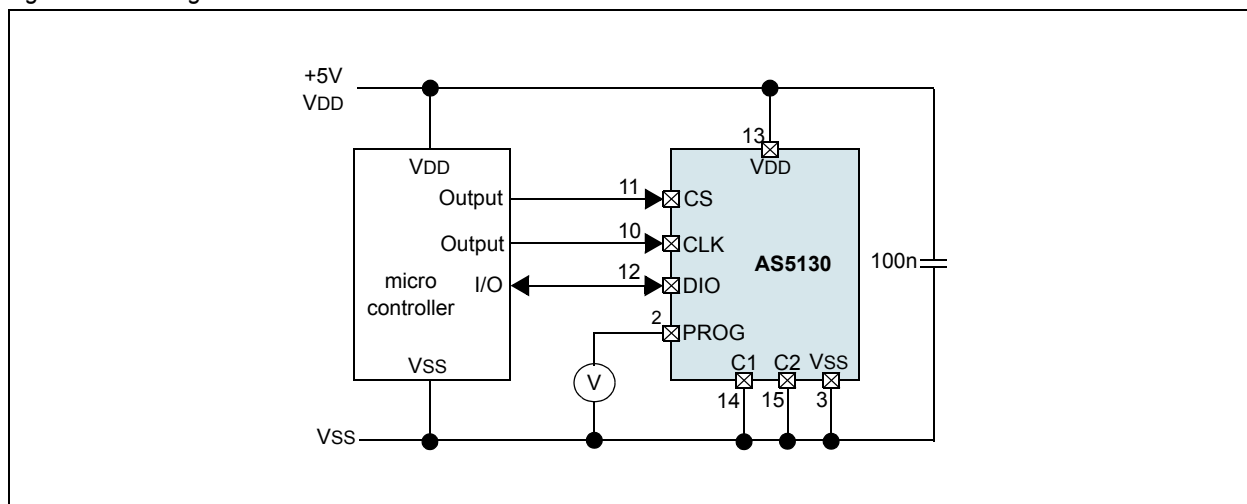 +5V
VDD
13
VDD
VDD
Output
11
CS
Output
10
CLK
AS5130
100n
micro
controller
I/O
12
DIO
2
PROG
VSS
V
C1
C2
VSS
14
15
3
VSS